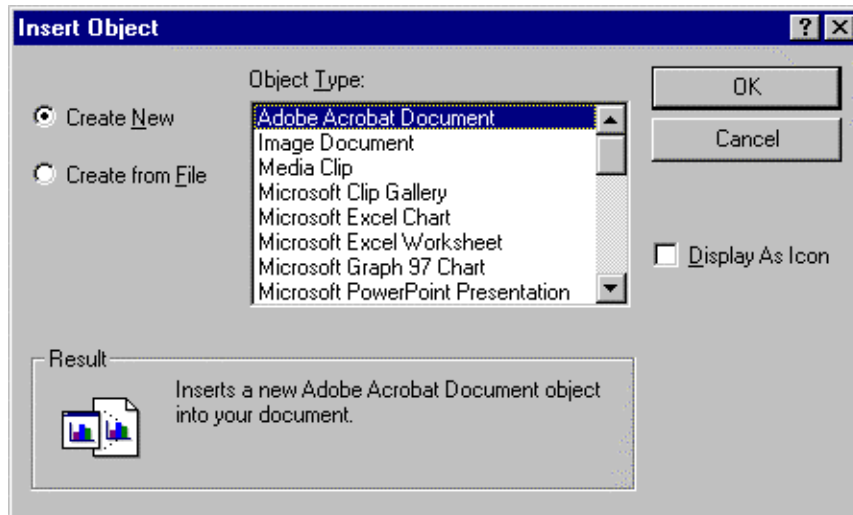 Insert Object
Object Type:
Create New
Create from File
Adobe Acrobat Document
Image Document
Media Clip
Microsoft Clip Gallery
Microsoft Excel Chart
Microsoft Excel Worksheet
Microsoft Graph 97 Chart
Microsoft PowerPoint Presentation
OK
Cancel
Display As Icon
Result
Inserts a new Adobe Acrobat Document object
into your document.